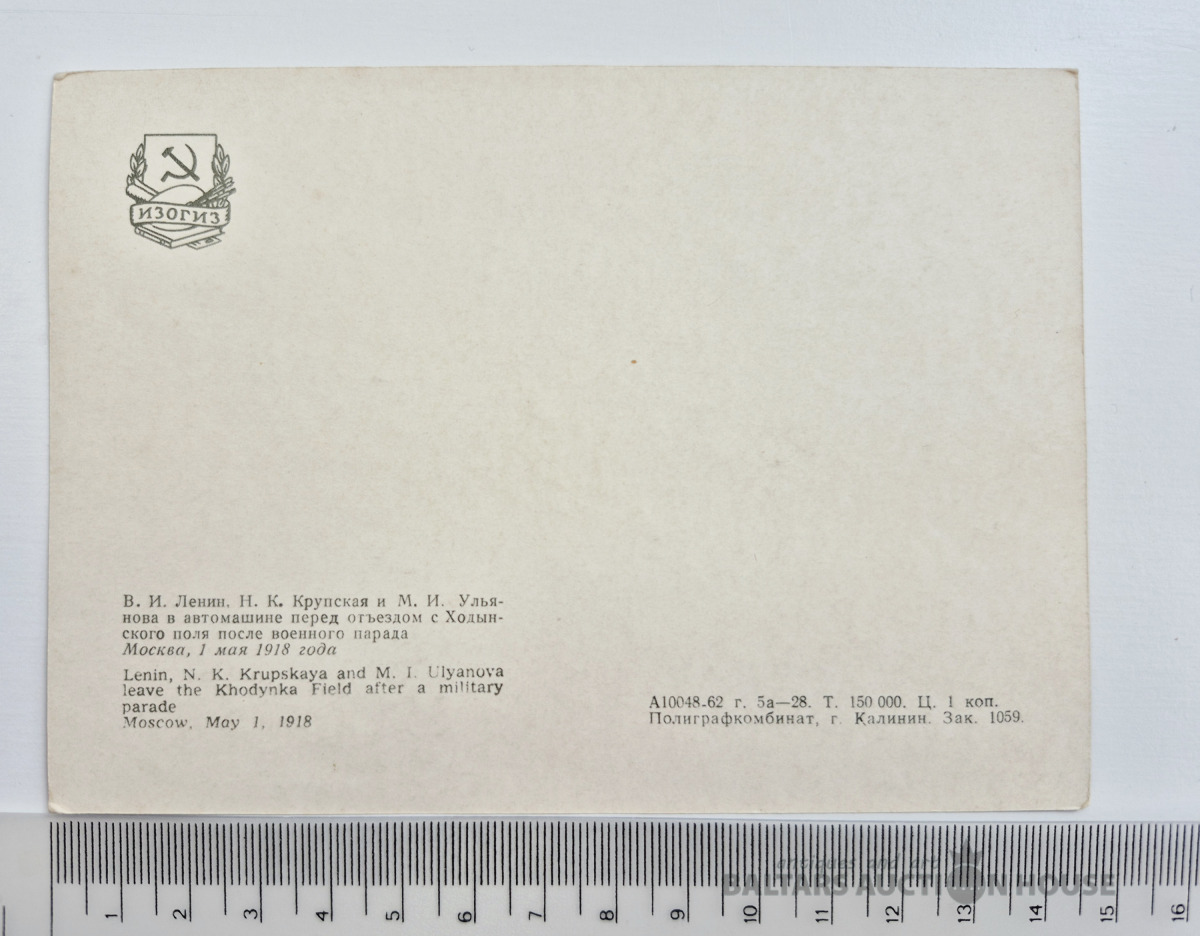 ИЗОГИЗ
В. И. Ленин, Н. К. Крупская и М. И. Улья-
нова в автомашине перед отъездом с Ходын-
ского поля после военного парада
Москва, 1 мая 1918 года
Lenin, N. K. Krupskaya and M. I. Ulyanova
leave the Khodynka Field after a military
parade
Moscow, May 1, 1918
А10048-62 г. 5а—28. Т. 150 000. Ц. 1 коп.
Полиграфкомбинат, г. Калинин. Зак. 1059.
antiques and art
BALTARS AUCTION HOUSE
1 2 3 4 5 6 7 8 9 10 11 12 13 14 15 16